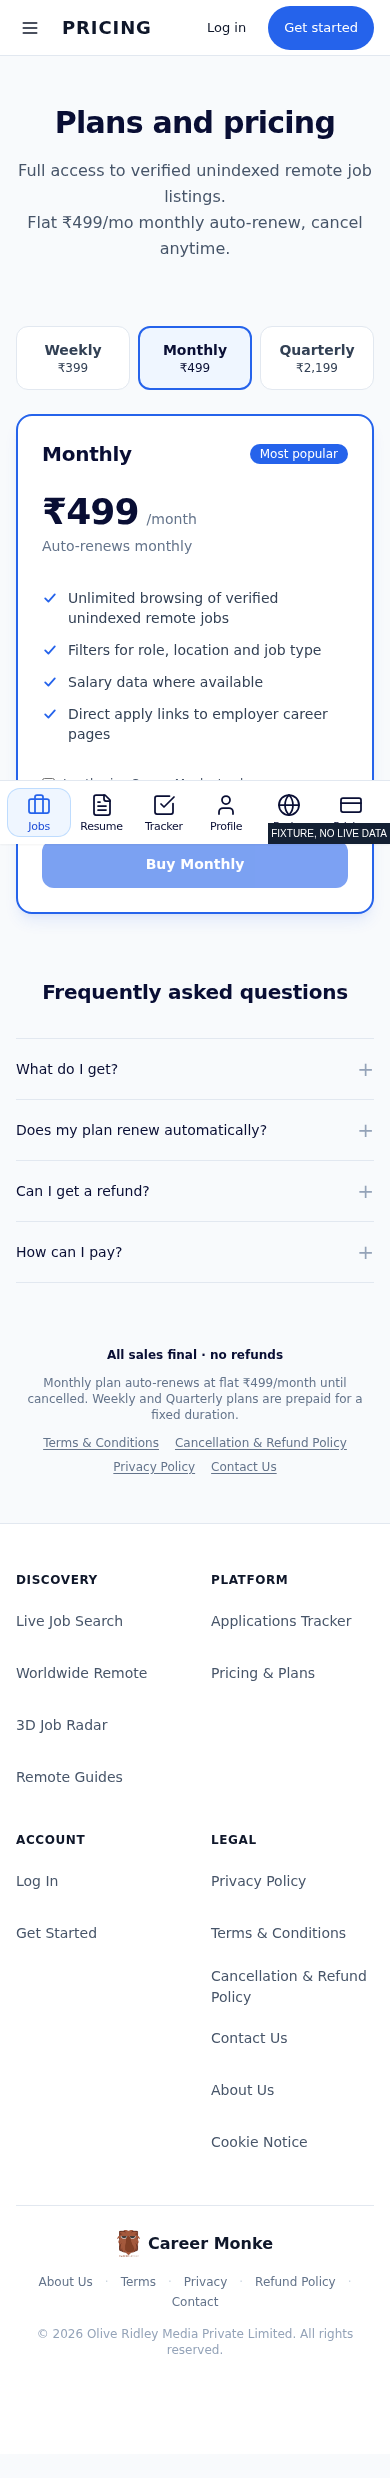 PRICING
Log in
Get started
Plans and pricing
Full access to verified unindexed remote job
listings.
Flat ₹499/mo monthly auto-renew, cancel
anytime.
Weekly
₹399
Monthly
₹499
Quarterly
₹2,199
Monthly
Most popular
₹499 /month
Auto-renews monthly
Unlimited browsing of verified
unindexed remote jobs
Filters for role, location and job type
Salary data where available
Direct apply links to employer career
pages
Jobs
Resume
Tracker
Profile
FIXTURE, NO LIVE DATA
Buy Monthly
Frequently asked questions
What do I get?
Does my plan renew automatically?
Can I get a refund?
How can I pay?
All sales final · no refunds
Monthly plan auto-renews at flat ₹499/month until
cancelled. Weekly and Quarterly plans are prepaid for a
fixed duration.
Terms & Conditions Cancellation & Refund Policy
Privacy Policy Contact Us
DISCOVERY
Live Job Search
Worldwide Remote
3D Job Radar
Remote Guides
PLATFORM
Applications Tracker
Pricing & Plans
ACCOUNT
Log In
Get Started
LEGAL
Privacy Policy
Terms & Conditions
Cancellation & Refund
Policy
Contact Us
About Us
Cookie Notice
Career Monke
About Us · Terms · Privacy · Refund Policy ·
Contact
© 2026 Olive Ridley Media Private Limited. All rights
reserved.